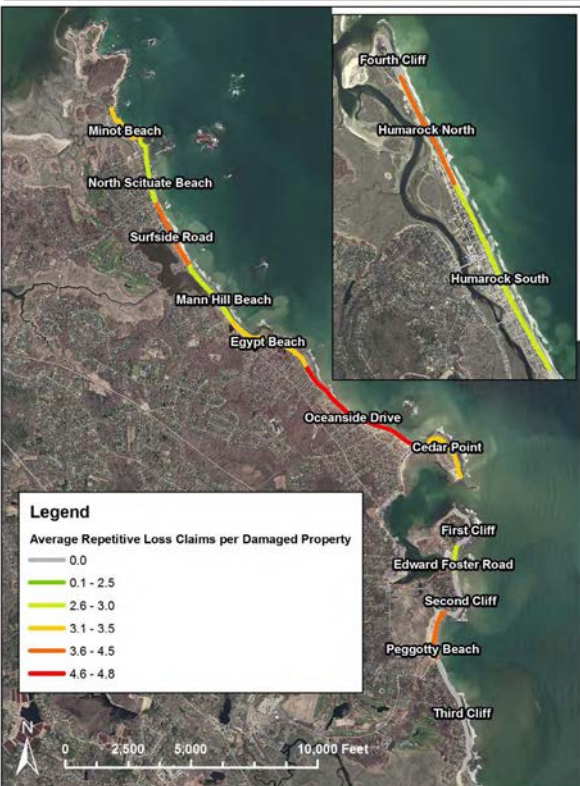 Minot Beach
North Scituate Beach
Surfside Road
Mann Hill Beach
Egypt Beach
Oceanside Drive
Cedar Point
First Cliff
Edward Foster Road
Second Cliff
Peggotty Beach
Third Cliff
Fourth Cliff
Humarock North
Humarock South
Legend
Average Repetitive Loss Claims per Damaged Property
0.0
0.1 - 2.5
2.6 - 3.0
3.1 - 3.5
3.6 - 4.5
4.6 - 4.8
N
0 2,500 5,000 10,000 Feet